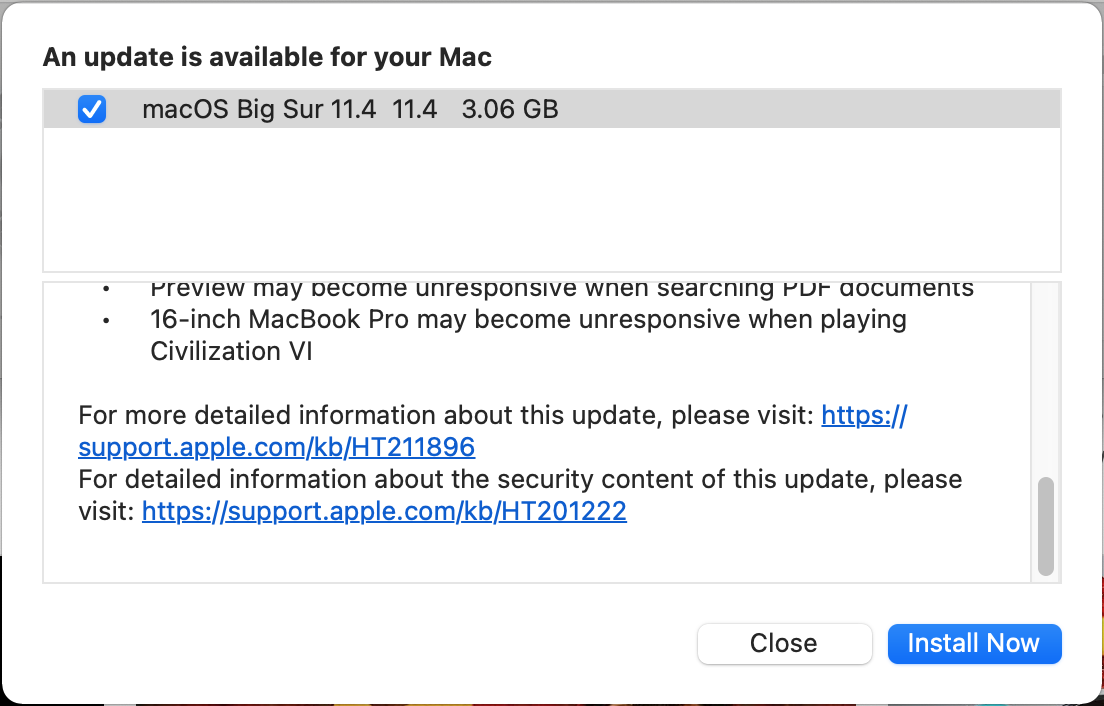 An update is available for your Mac
macOS Big Sur 11.4 11.4 3.06 GB
• Preview may become unresponsive when searching PDF documents
• 16-inch MacBook Pro may become unresponsive when playing
Civilization VI
For more detailed information about this update, please visit: https://
support.apple.com/kb/HT211896
For detailed information about the security content of this update, please
visit: https://support.apple.com/kb/HT201222
Close
Install Now